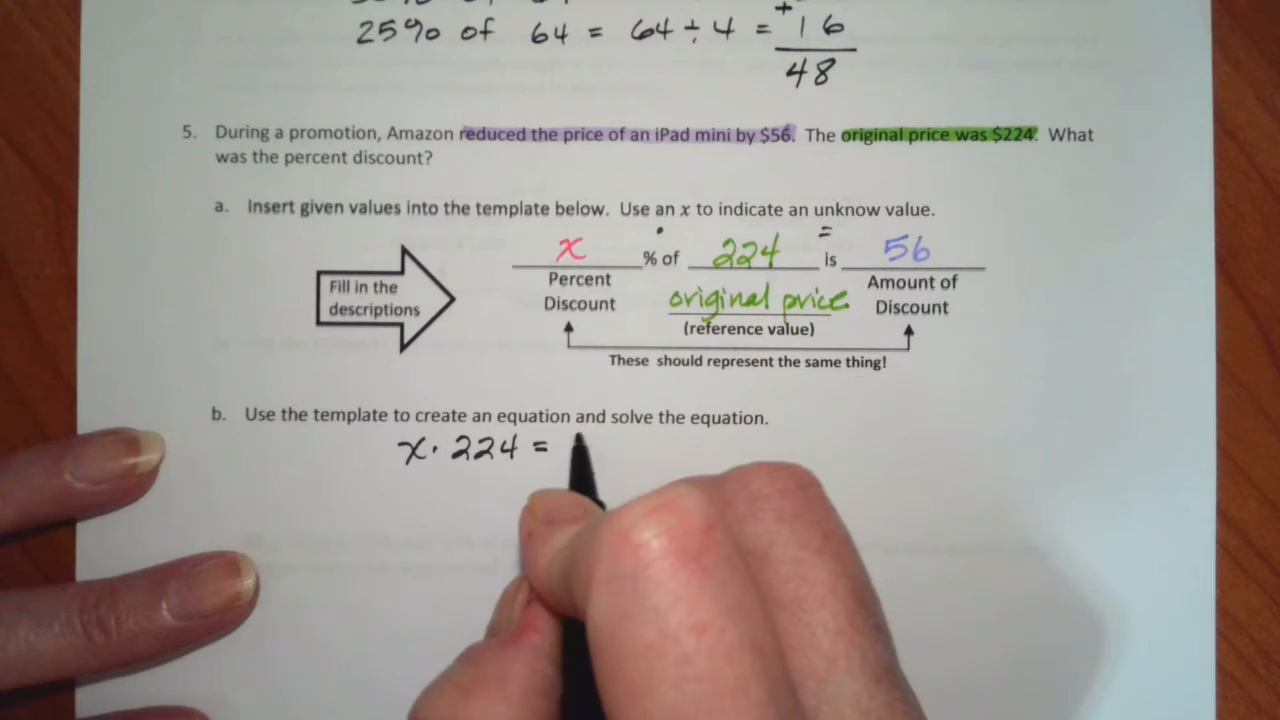 25% of 64 = 64 ÷ 4 = +16
48
5. During a promotion, Amazon reduced the price of an iPad mini by $56. The original price was $224. What
was the percent discount?
a. Insert given values into the template below. Use an x to indicate an unknow value.
x % of · 224 is = 56
Fill in the descriptions
Percent Discount
original price
(reference value)
Amount of Discount
These should represent the same thing!
b. Use the template to create an equation and solve the equation.
x · 224 =